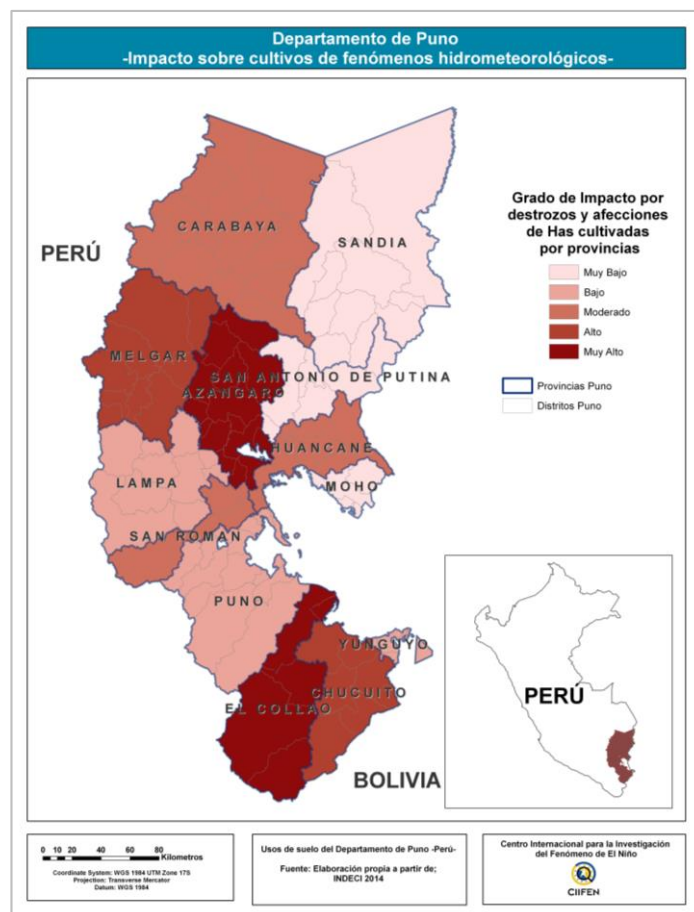 Departamento de Puno
-Impacto sobre cultivos de fenómenos hidrometeorológicos-
CARABAYA
SANDIA
PERÚ
Grado de Impacto por
destrozos y afecciones
de Has cultivadas
por provincias
Muy Bajo
Bajo
Moderado
Alto
Muy Alto
Provincias Puno
Distritos Puno
MELGAR
SAN ANTONIO DE PUTINA
AZANGARO
HUANCANE
LAMPA
MOHO
SAN ROMAN
PUNO
YUNGUYO
CHUCUITO
EL COLLAO
BOLIVIA
PERÚ
0 10 20 40 60 80
Kilometros
Coordinate System: WGS 1984 UTM Zone 17S
Projection: Transverse Mercator
Datum: WGS 1984
Usos de suelo del Departamento de Puno -Perú-
Fuente: Elaboración propia a partir de;
INDECI 2014
Centro Internacional para la Investigación
del Fenómeno de El Niño
CIIFEN